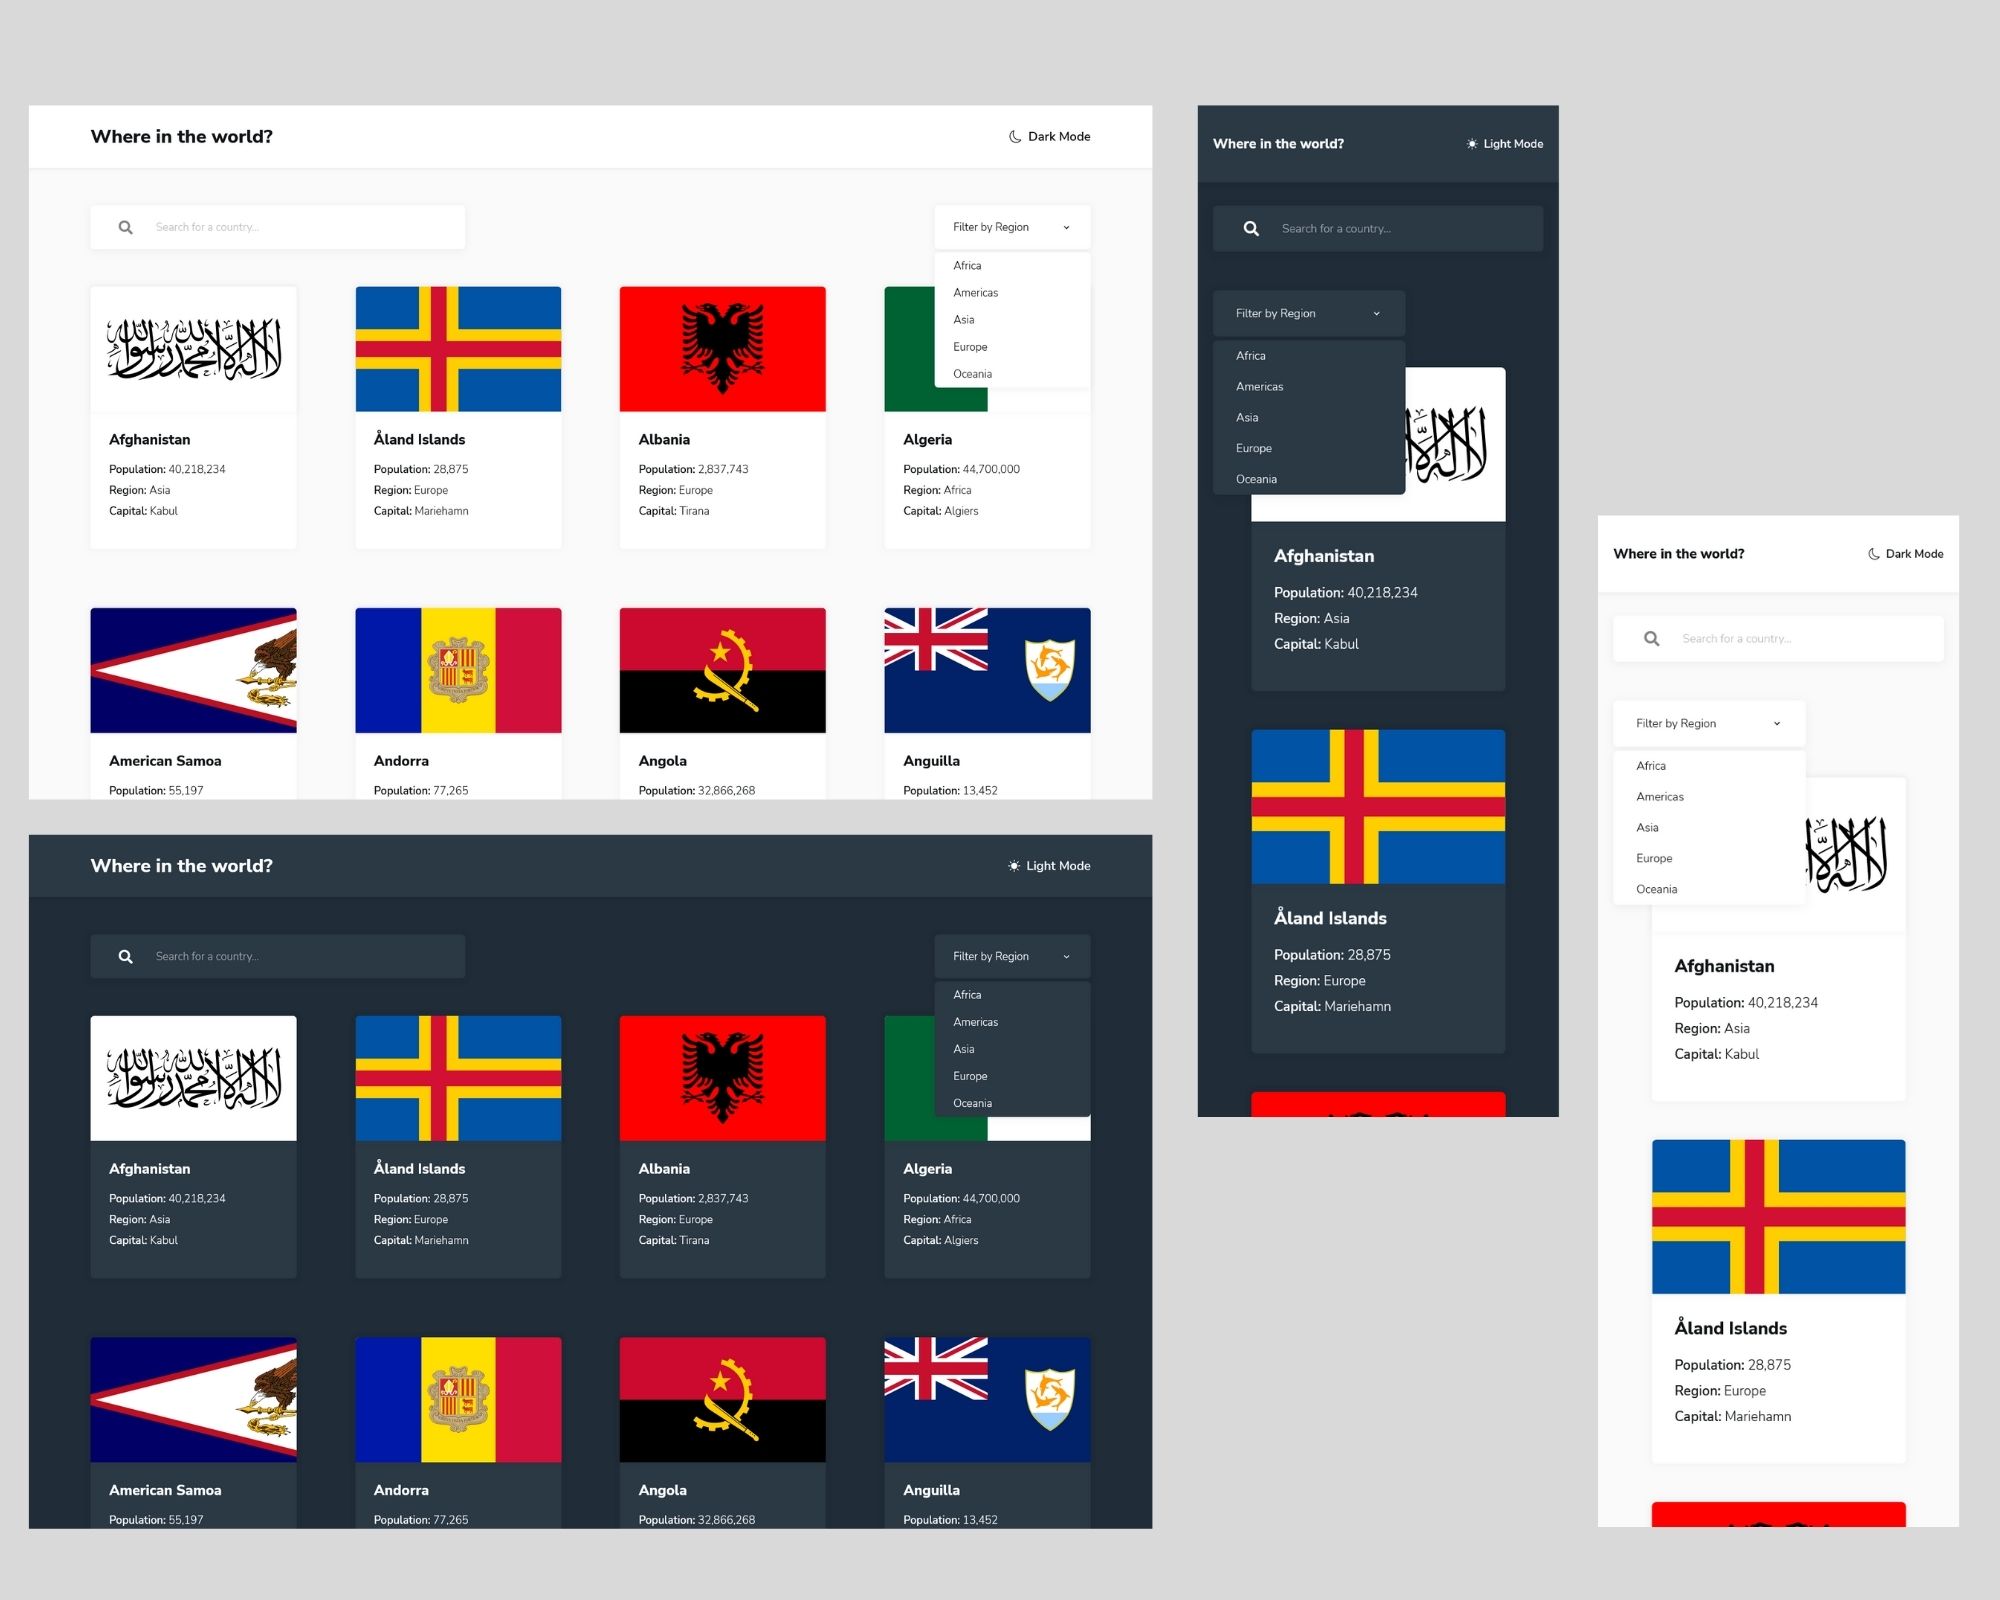 Where in the world?
Dark Mode
Search for a country...
Filter by Region
Africa
Americas
Asia
Europe
Oceania
Afghanistan
Population: 40,218,234
Region: Asia
Capital: Kabul
Åland Islands
Population: 28,875
Region: Europe
Capital: Mariehamn
Albania
Population: 2,837,743
Region: Europe
Capital: Tirana
Algeria
Population: 44,700,000
Region: Africa
Capital: Algiers
American Samoa
Population: 55,197
Andorra
Population: 77,265
Angola
Population: 32,866,268
Anguilla
Population: 13,452
Where in the world?
Light Mode
Search for a country...
Filter by Region
Africa
Americas
Asia
Europe
Oceania
Afghanistan
Population: 40,218,234
Region: Asia
Capital: Kabul
Åland Islands
Population: 28,875
Region: Europe
Capital: Mariehamn
Albania
Population: 2,837,743
Region: Europe
Capital: Tirana
Algeria
Population: 44,700,000
Region: Africa
Capital: Algiers
American Samoa
Population: 55,197
Andorra
Population: 77,265
Angola
Population: 32,866,268
Anguilla
Population: 13,452
Where in the world?
Light Mode
Search for a country...
Filter by Region
Africa
Americas
Asia
Europe
Oceania
Afghanistan
Population: 40,218,234
Region: Asia
Capital: Kabul
Åland Islands
Population: 28,875
Region: Europe
Capital: Mariehamn
Where in the world?
Dark Mode
Search for a country...
Filter by Region
Africa
Americas
Asia
Europe
Oceania
Afghanistan
Population: 40,218,234
Region: Asia
Capital: Kabul
Åland Islands
Population: 28,875
Region: Europe
Capital: Mariehamn